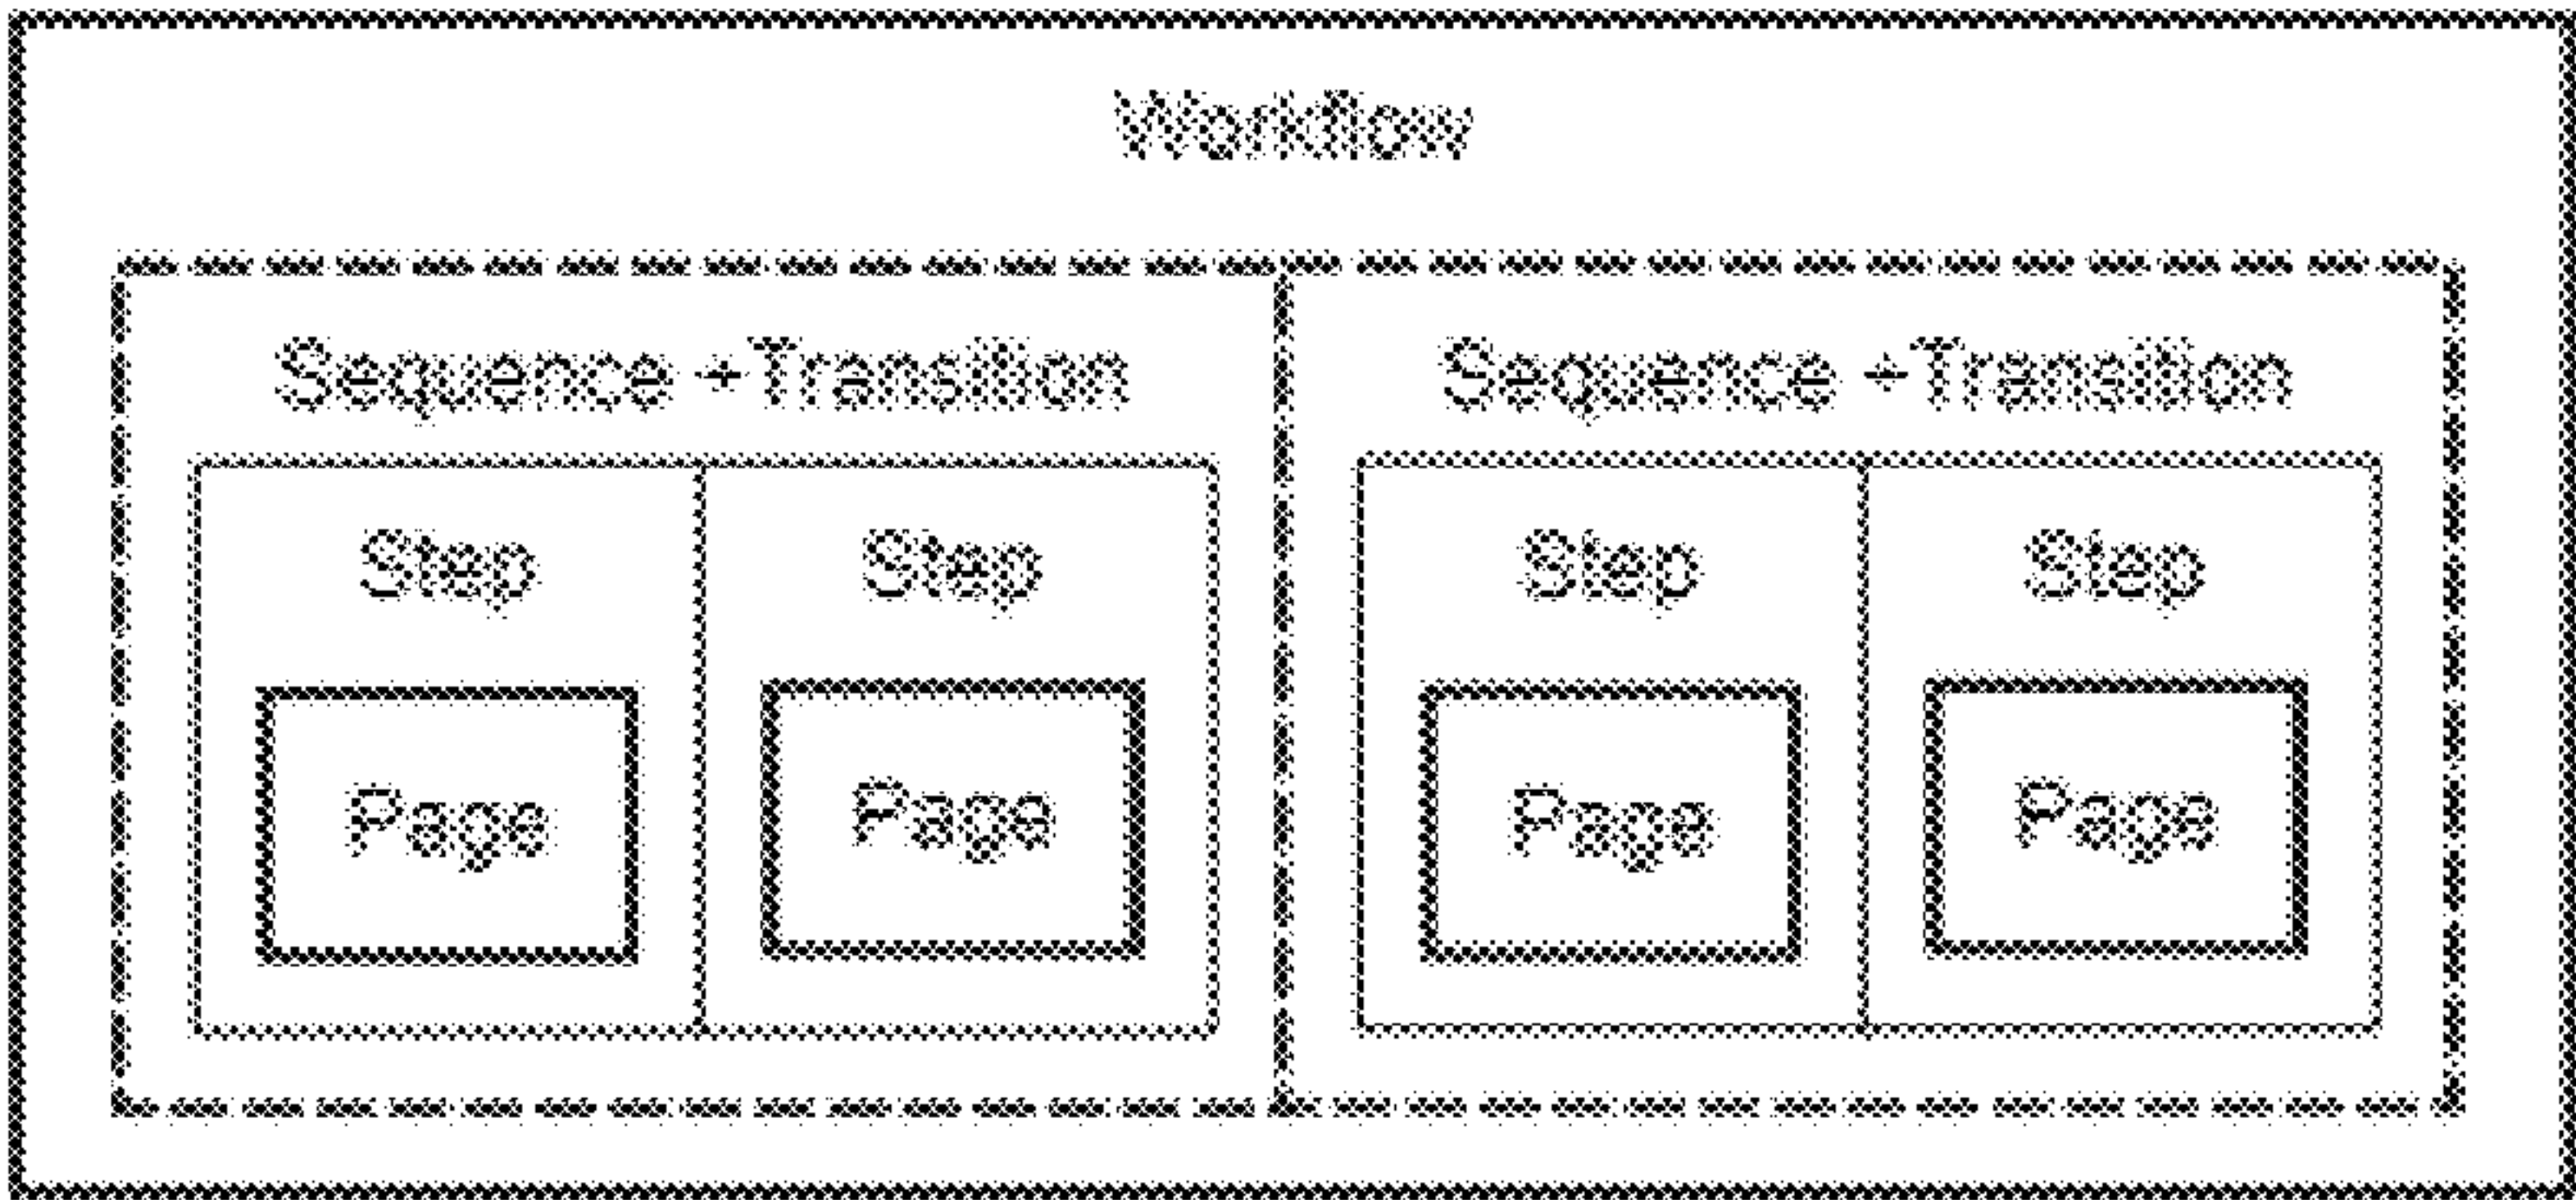 Workflow
Sequence +Transition Sequence +Transition
Step Step Step Step
Page Page Page Page